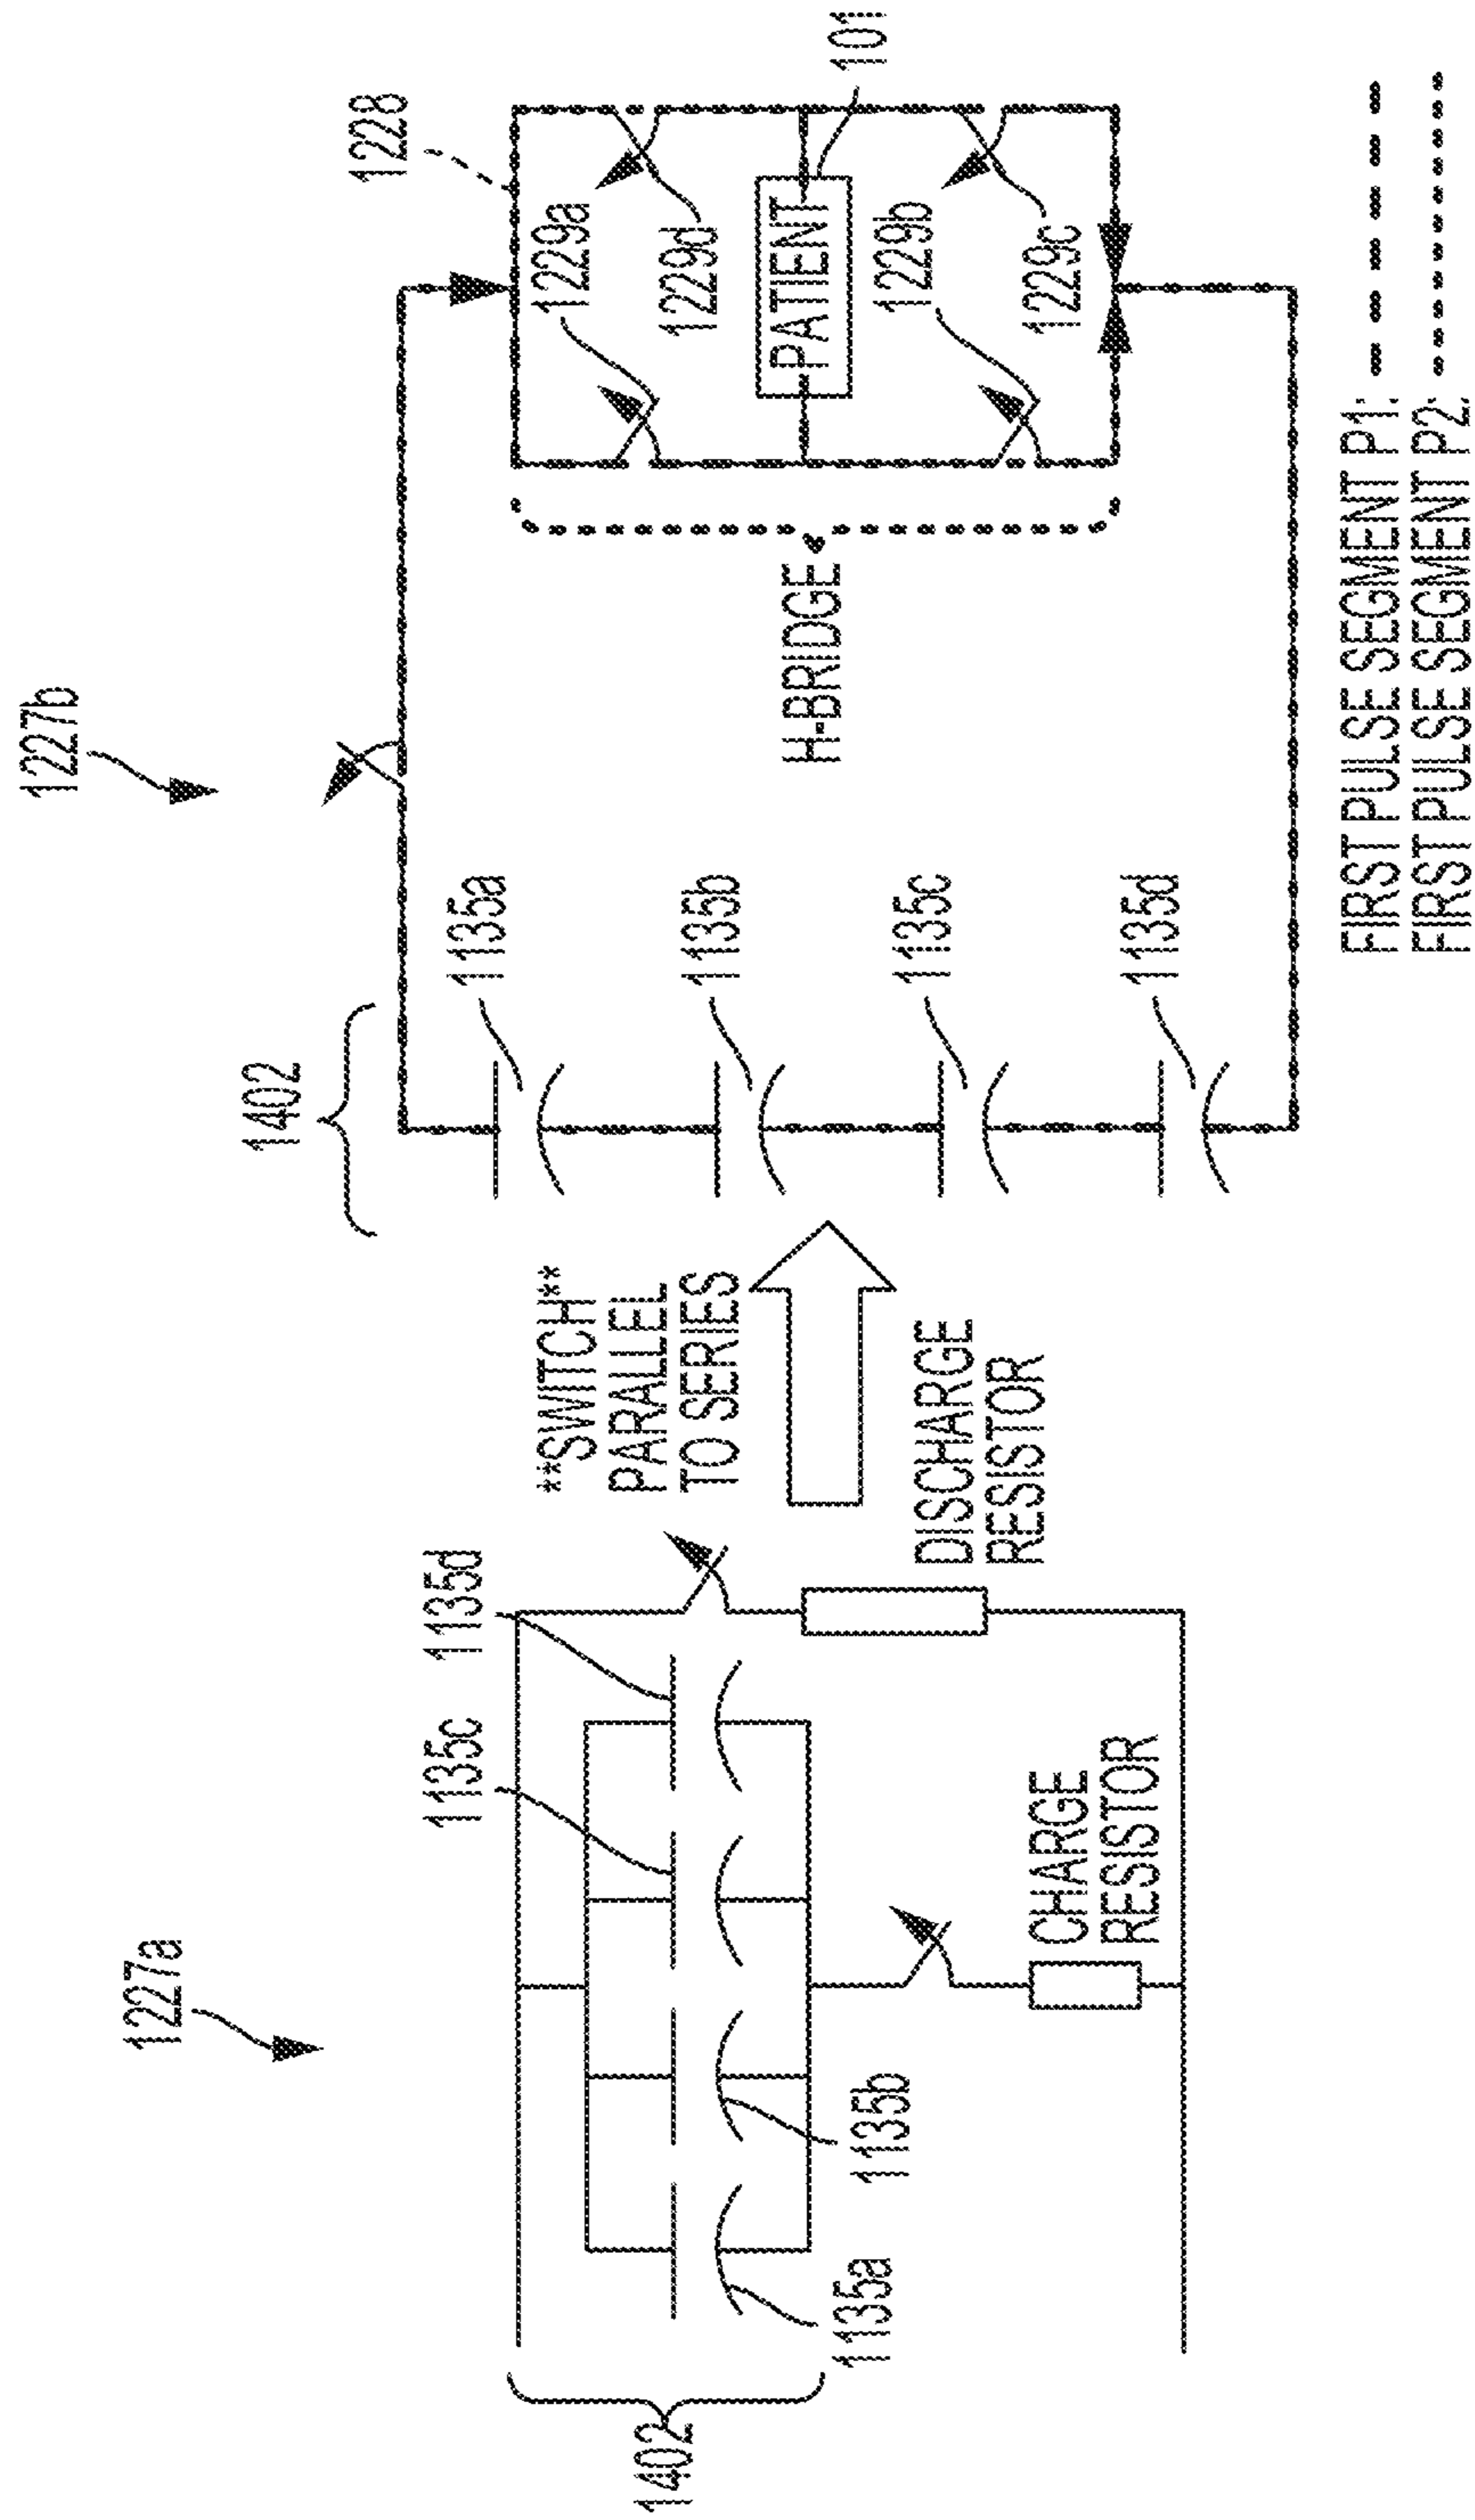 1227a
1402
1135a
1135b
1135c
1135d
CHARGE
RESISTOR
DISCHARGE
RESISTOR
**SWITCH**
PARALLEL
TO SERIES
1227b
1402
1135a
1135b
1135c
1135d
H-BRIDGE
1228
1229a
1229d
PATIENT
101
1229b
1229c
FIRST PULSE SEGMENT P1:
FIRST PULSE SEGMENT P2: